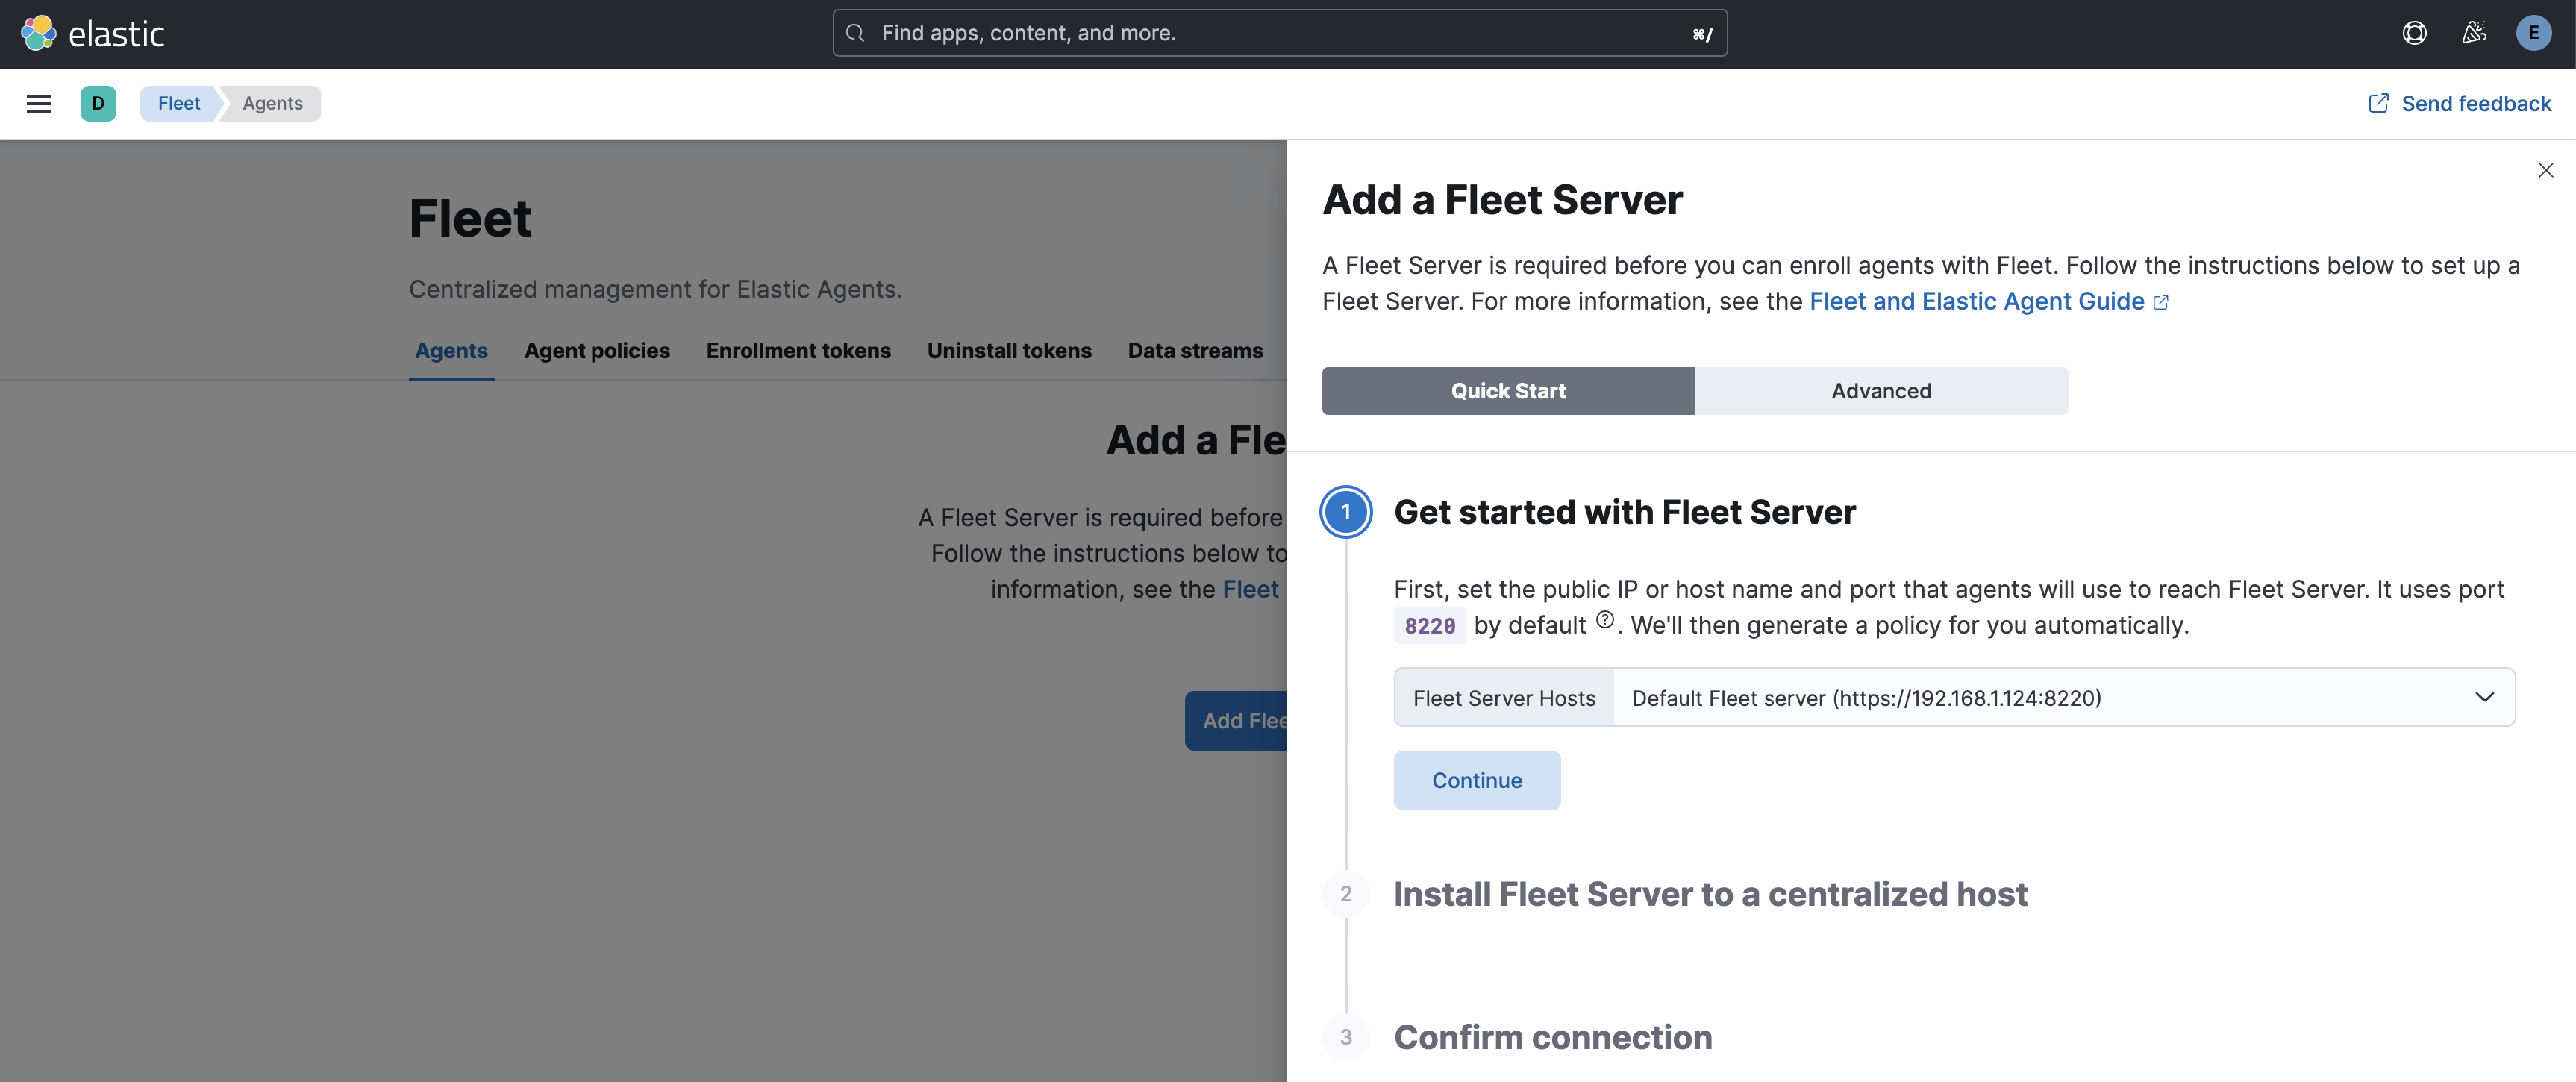 elastic
Find apps, content, and more.
⌘/
E
D
Fleet
Agents
Send feedback
Fleet
Centralized management for Elastic Agents.
Agents
Agent policies
Enrollment tokens
Uninstall tokens
Data streams
Add a Fle
A Fleet Server is required before
Follow the instructions below to
information, see the Fleet
Add Flee
Add a Fleet Server
A Fleet Server is required before you can enroll agents with Fleet. Follow the instructions below to set up a
Fleet Server. For more information, see the Fleet and Elastic Agent Guide
Quick Start
Advanced
1
Get started with Fleet Server
First, set the public IP or host name and port that agents will use to reach Fleet Server. It uses port
8220 by default ?. We'll then generate a policy for you automatically.
Fleet Server Hosts
Default Fleet server (https://192.168.1.124:8220)
Continue
2
Install Fleet Server to a centralized host
3
Confirm connection